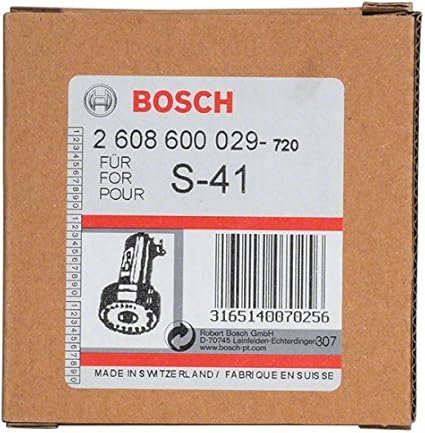 BOSCH
2 608 600 029- 720
FÜR
FOR
POUR
S-41
1234567890123456789012345678901234567890
3165140070256
Robert Bosch GmbH
D-70745 Leinfelden-Echterdingen
307
www.bosch-pt.com
MADE IN SWITZERLAND / FABRIQUE EN SUISSE